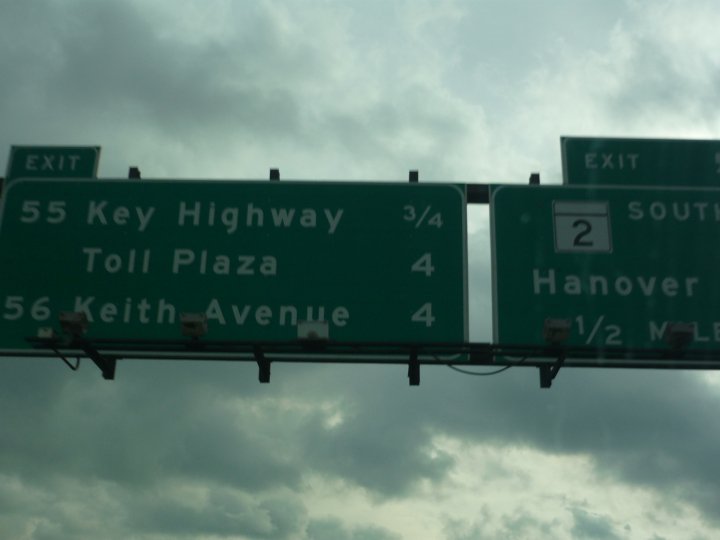 EXIT
55 Key Highway 3/4
Toll Plaza 4
56 Keith Avenue 4
EXIT
2 SOUTH
Hanover
1/2 MILE